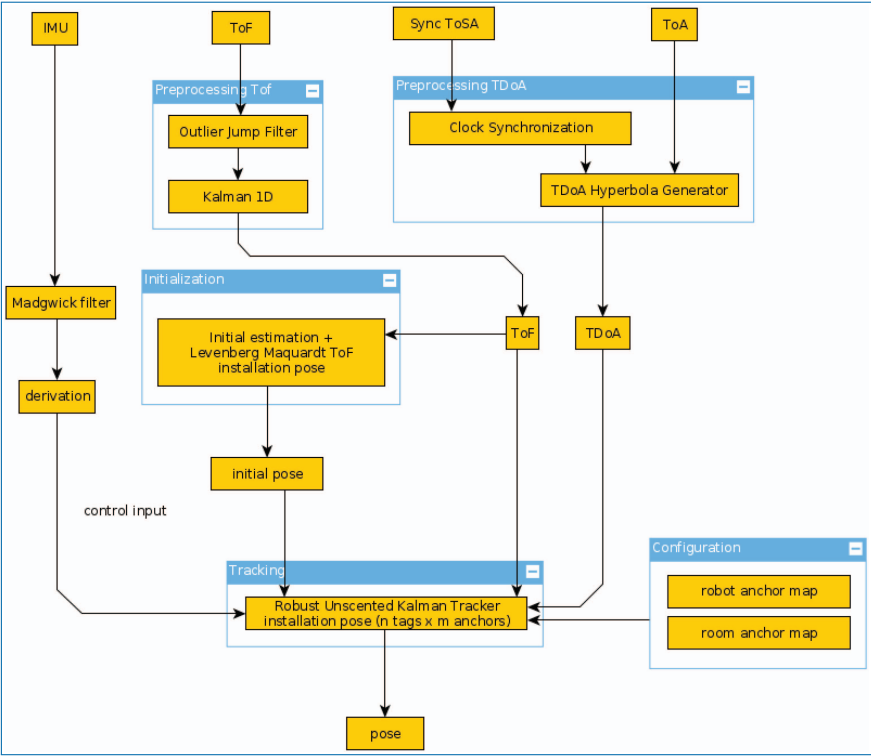 IMU
ToF
Sync ToSA
ToA
Preprocessing Tof
Preprocessing TDoA
Outlier Jump Filter
Clock Synchronization
Kalman 1D
TDoA Hyperbola Generator
Initialization
Madgwick filter
Initial estimation +
Levenberg Maquardt ToF
installation pose
ToF
TDoA
derivation
initial pose
control input
Configuration
Tracking
robot anchor map
Robust Unscented Kalman Tracker
installation pose (n tags x m anchors)
room anchor map
pose